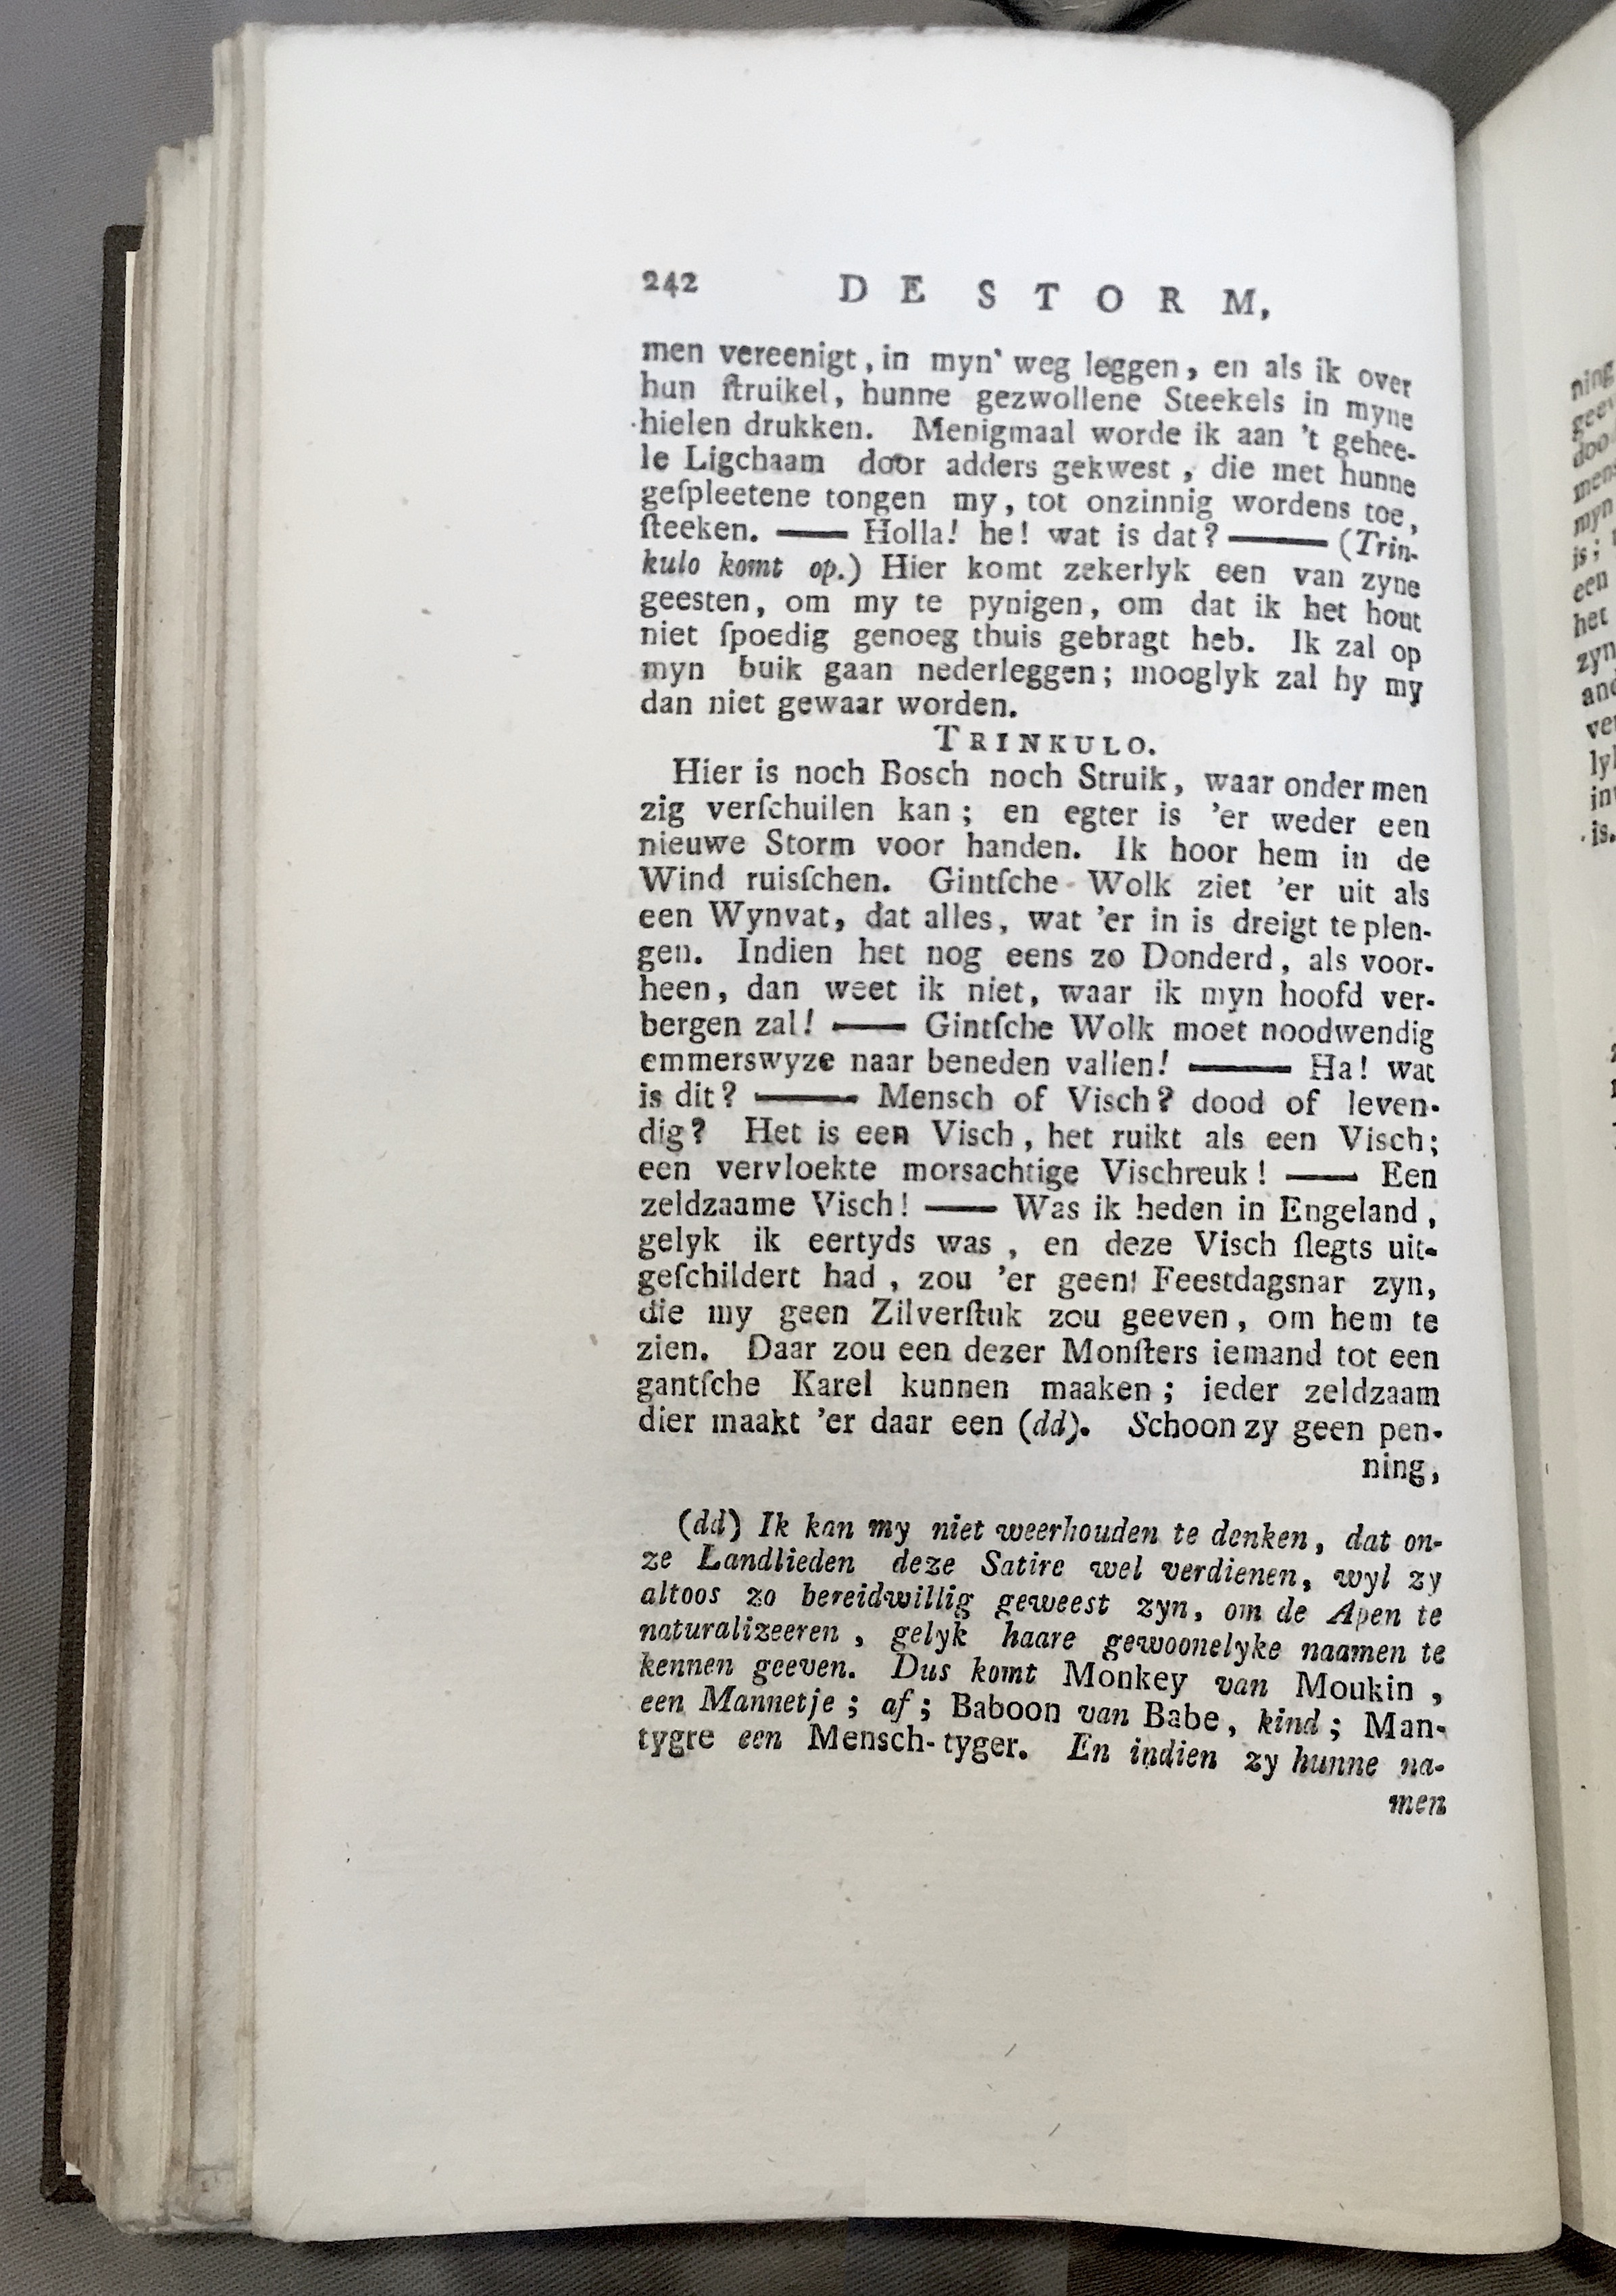 242 DE STORM,
men vereenigt, in myn' weg leggen, en als ik over
hun ſtruikel, hunne gezwollene Steekels in myne
hielen drukken. Menigmaal worde ik aan 't gehee-
le Ligchaam door adders gekwest, die met hunne
geſpleetene tongen my, tot onzinnig wordens toe,
ſteeken. —— Holla! he! wat is dat? —— (Trin-
kulo komt op.) Hier komt zekerlyk een van zyne
geesten, om my te pynigen, om dat ik het hout
niet ſpoedig genoeg thuis gebragt heb. Ik zal op
myn buik gaan nederleggen; mooglyk zal hy my
dan niet gewaar worden.
TRINKULO.
Hier is noch Bosch noch Struik, waar onder men
zig verſchuilen kan; en egter is 'er weder een
nieuwe Storm voor handen. Ik hoor hem in de
Wind ruisſchen. Gintſche Wolk ziet 'er uit als
een Wynvat, dat alles, wat 'er in is dreigt te plen-
gen. Indien het nog eens zo Donderd, als voor-
heen, dan weet ik niet, waar ik myn hoofd ver-
bergen zal! —— Gintſche Wolk moet noodwendig
emmerswyze naar beneden vallen! —— Ha! wat
is dit? —— Mensch of Visch? dood of leven-
dig? Het is een Visch, het ruikt als een Visch;
een vervloekte morsachtige Vischreuk! —— Een
zeldzaame Visch! —— Was ik heden in Engeland,
gelyk ik eertyds was, en deze Visch ſlegts uit-
geſchildert had, zou 'er geen Feestdagsnar zyn,
die my geen Zilverſtuk zou geeven, om hem te
zien. Daar zou een dezer Monſters iemand tot een
gantſche Karel kunnen maaken; ieder zeldzaam
dier maakt 'er daar een (dd). Schoon zy geen pen-
ning,
(dd) Ik kan my niet weerhouden te denken, dat on-
ze Landlieden deze Satire wel verdienen, wyl zy
altoos zo bereidwillig geweest zyn, om de Apen te
naturalizeeren, gelyk haare gewoonelyke naamen te
kennen geeven. Dus komt Monkey van Moukin,
een Mannetje; af; Baboon van Babe, kind; Man-
tygre een Mensch-tyger. En indien zy hunne na-
men
ning
doo
men
myn
is;
een
het
zyn
and
ver
lyk
in
is.